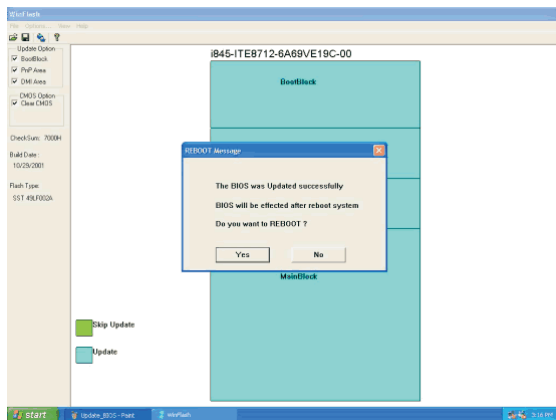 WinFlash
File Options... View Help
Update Option
BootBlock
PnP Area
DMI Area
CMOS Option
Clear CMOS
CheckSum: 7000H
Build Date :
10/29/2001
Flash Type:
SST 49LF002A
i845-ITE8712-6A69VE19C-00
BootBlock
REBOOT Message
The BIOS was Updated successfully
BIOS will be effected after reboot system
Do you want to REBOOT ?
Yes No
MainBlock
Skip Update
Update
start Update_BIOS - Paint WinFlash 3:16 PM